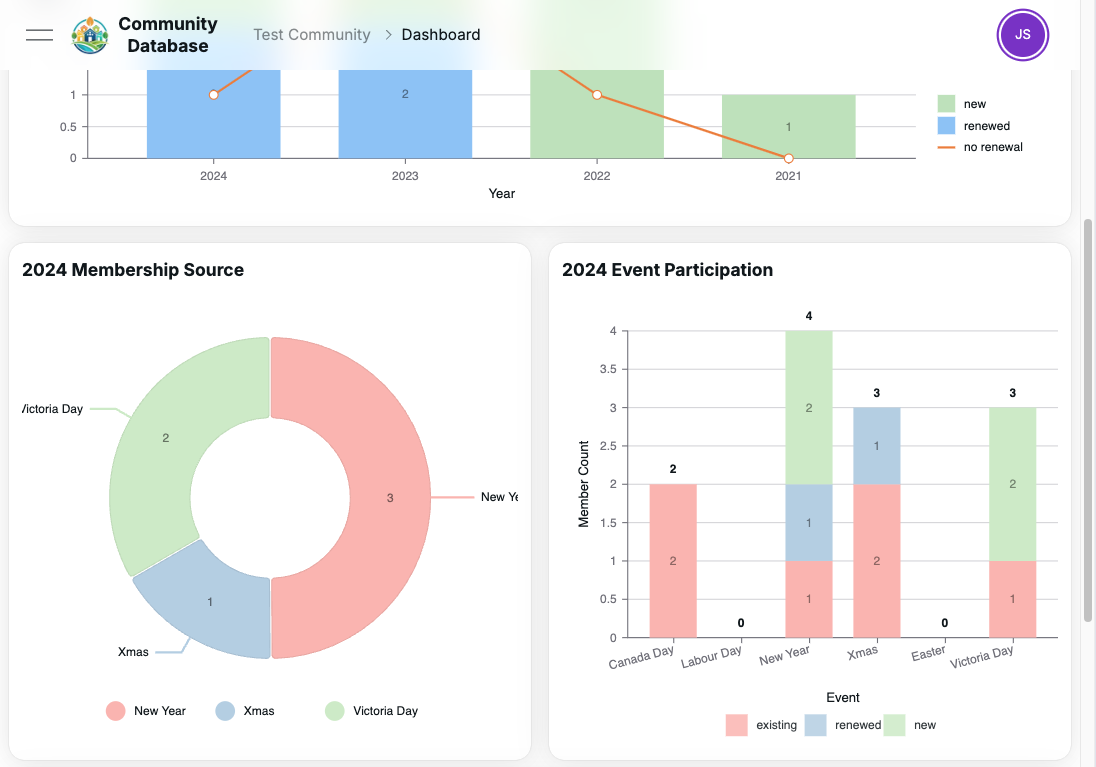 Community
Database
Test Community > Dashboard
JS
1
0.5
0
2
1
2024
2023
2022
2021
Year
new
renewed
no renewal
2024 Membership Source
Victoria Day
2
3
New Ye
1
Xmas
New Year
Xmas
Victoria Day
2024 Event Participation
4
3.5
3
2.5
2
1.5
1
0.5
0
Member Count
2
2
0
4
2
1
1
3
1
2
0
3
2
1
Canada Day
Labour Day
New Year
Xmas
Easter
Victoria Day
Event
existing
renewed
new